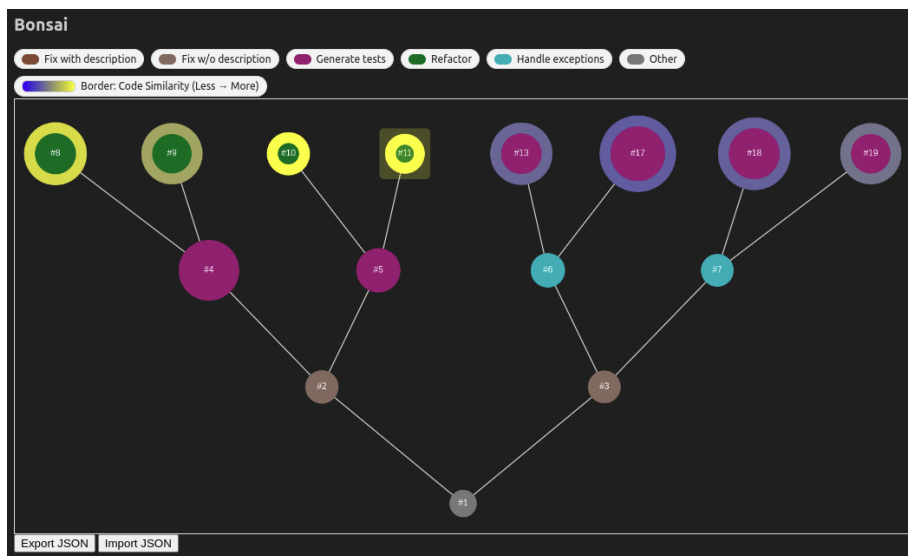 Bonsai
Fix with description Fix w/o description Generate tests Refactor Handle exceptions Other
Border: Code Similarity (Less → More)
#8 #9 #10 #11 #13 #17 #18 #19
#4 #5 #6 #7
#2 #3
#1
Export JSON Import JSON